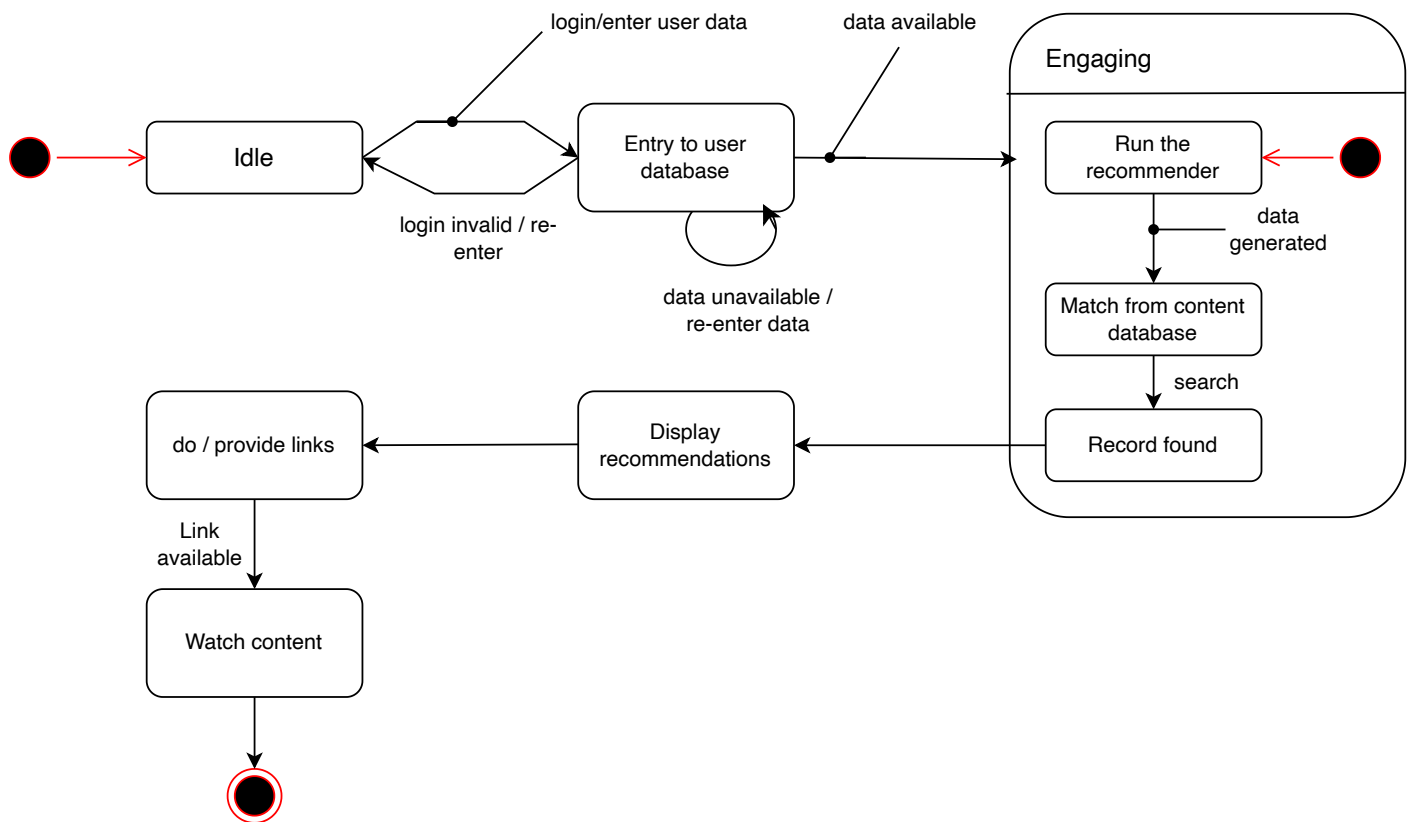 login/enter user data
data available
Engaging
Idle
Entry to user
database
Run the
recommender
login invalid / re-
enter
data
generated
data unavailable /
re-enter data
Match from content
database
search
do / provide links
Display
recommendations
Record found
Link
available
Watch content